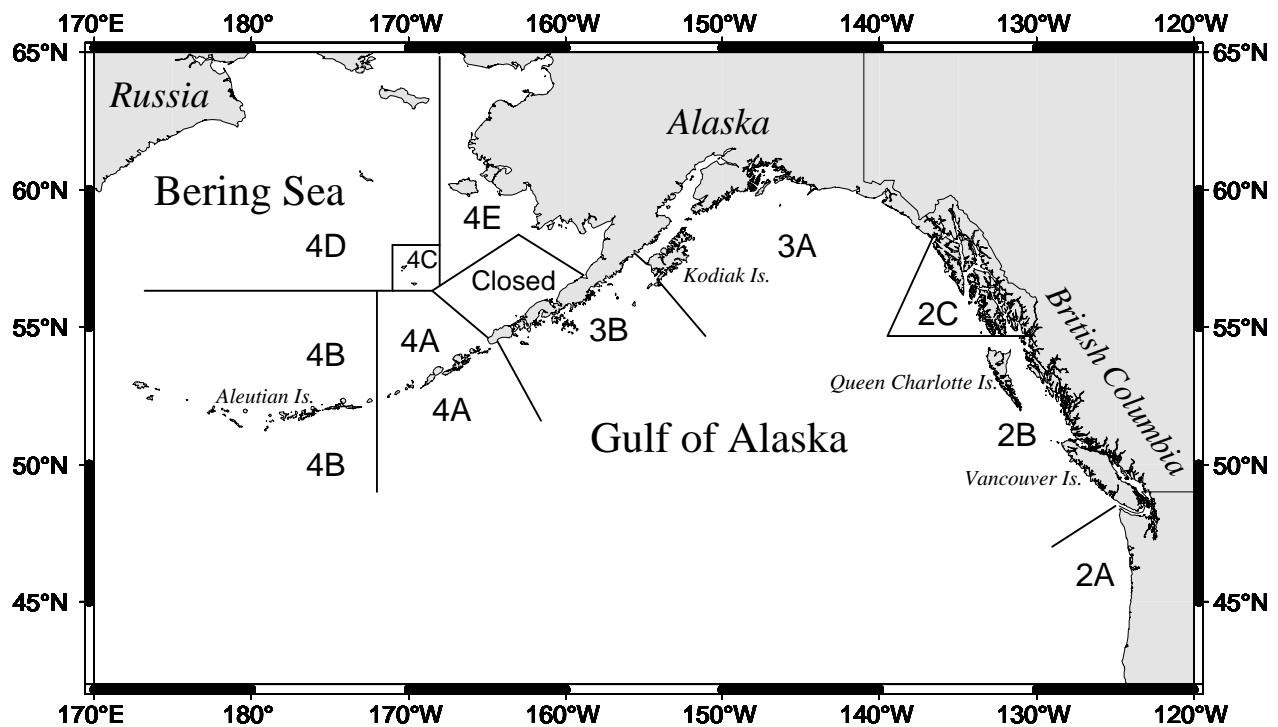 170°E 180° 170°W 160°W 150°W 140°W 130°W 120°W
65°N 65°N
Russia
Alaska
60°N 60°N
Bering Sea
4E
4D
3A
4C
Closed
Kodiak Is.
British Columbia
2C
55°N 55°N
3B
4A
4B
Queen Charlotte Is.
Aleutian Is.
4A
2B
Gulf of Alaska
50°N 50°N
4B
Vancouver Is.
2A
45°N 45°N
170°E 180° 170°W 160°W 150°W 140°W 130°W 120°W